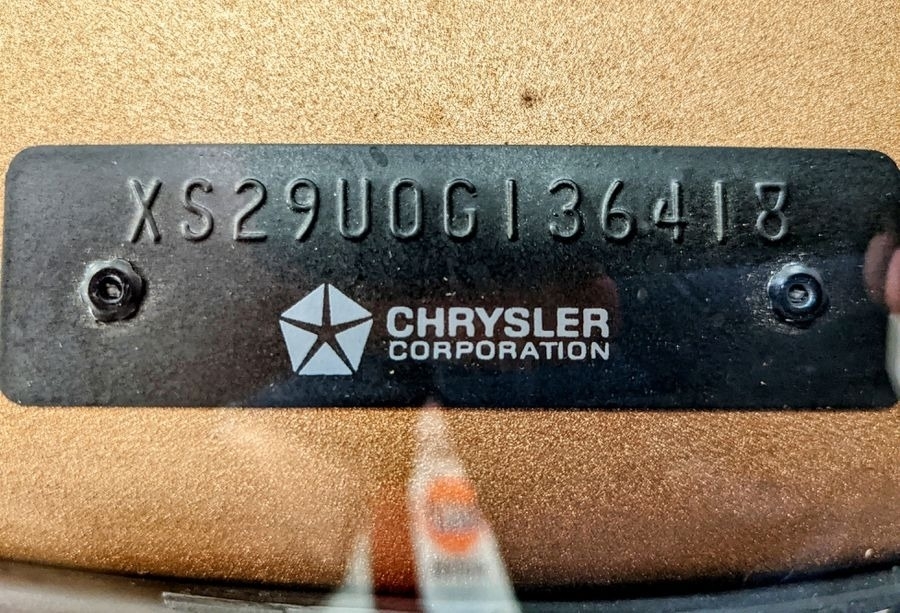 XS29U0G136418
CHRYSLER
CORPORATION